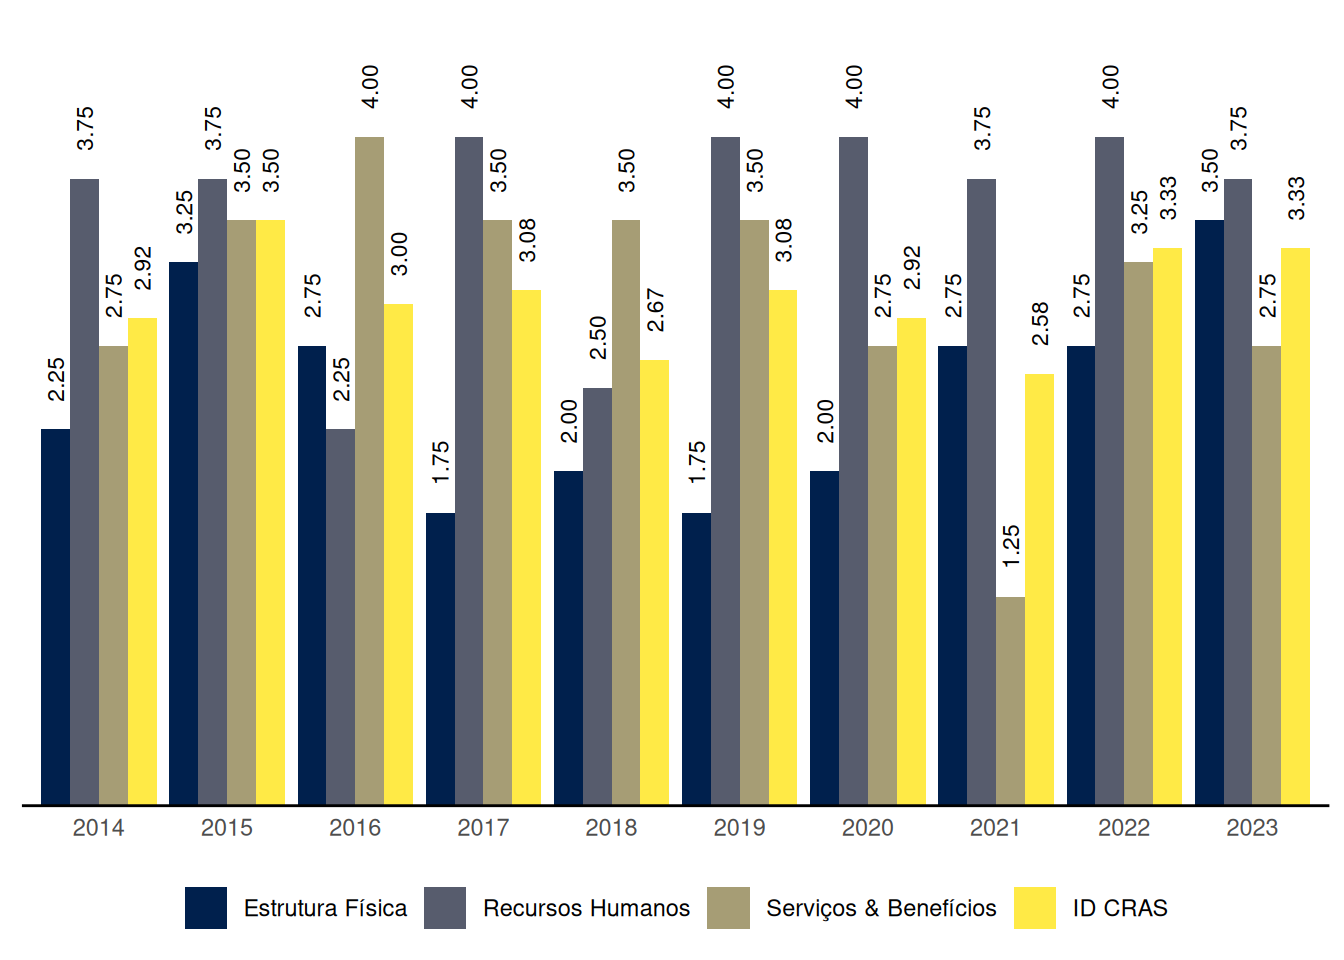 2.25 3.75 2.75 2.92
3.25 3.75 3.50 3.50
2.75 2.25 4.00 3.00
1.75 4.00 3.50 3.08
2.00 2.50 3.50 2.67
1.75 4.00 3.50 3.08
2.00 4.00 2.75 2.92
2.75 3.75 1.25 2.58
2.75 4.00 3.25 3.33
3.50 3.75 2.75 3.33
2014 2015 2016 2017 2018 2019 2020 2021 2022 2023
Estrutura Física Recursos Humanos Serviços & Benefícios ID CRAS